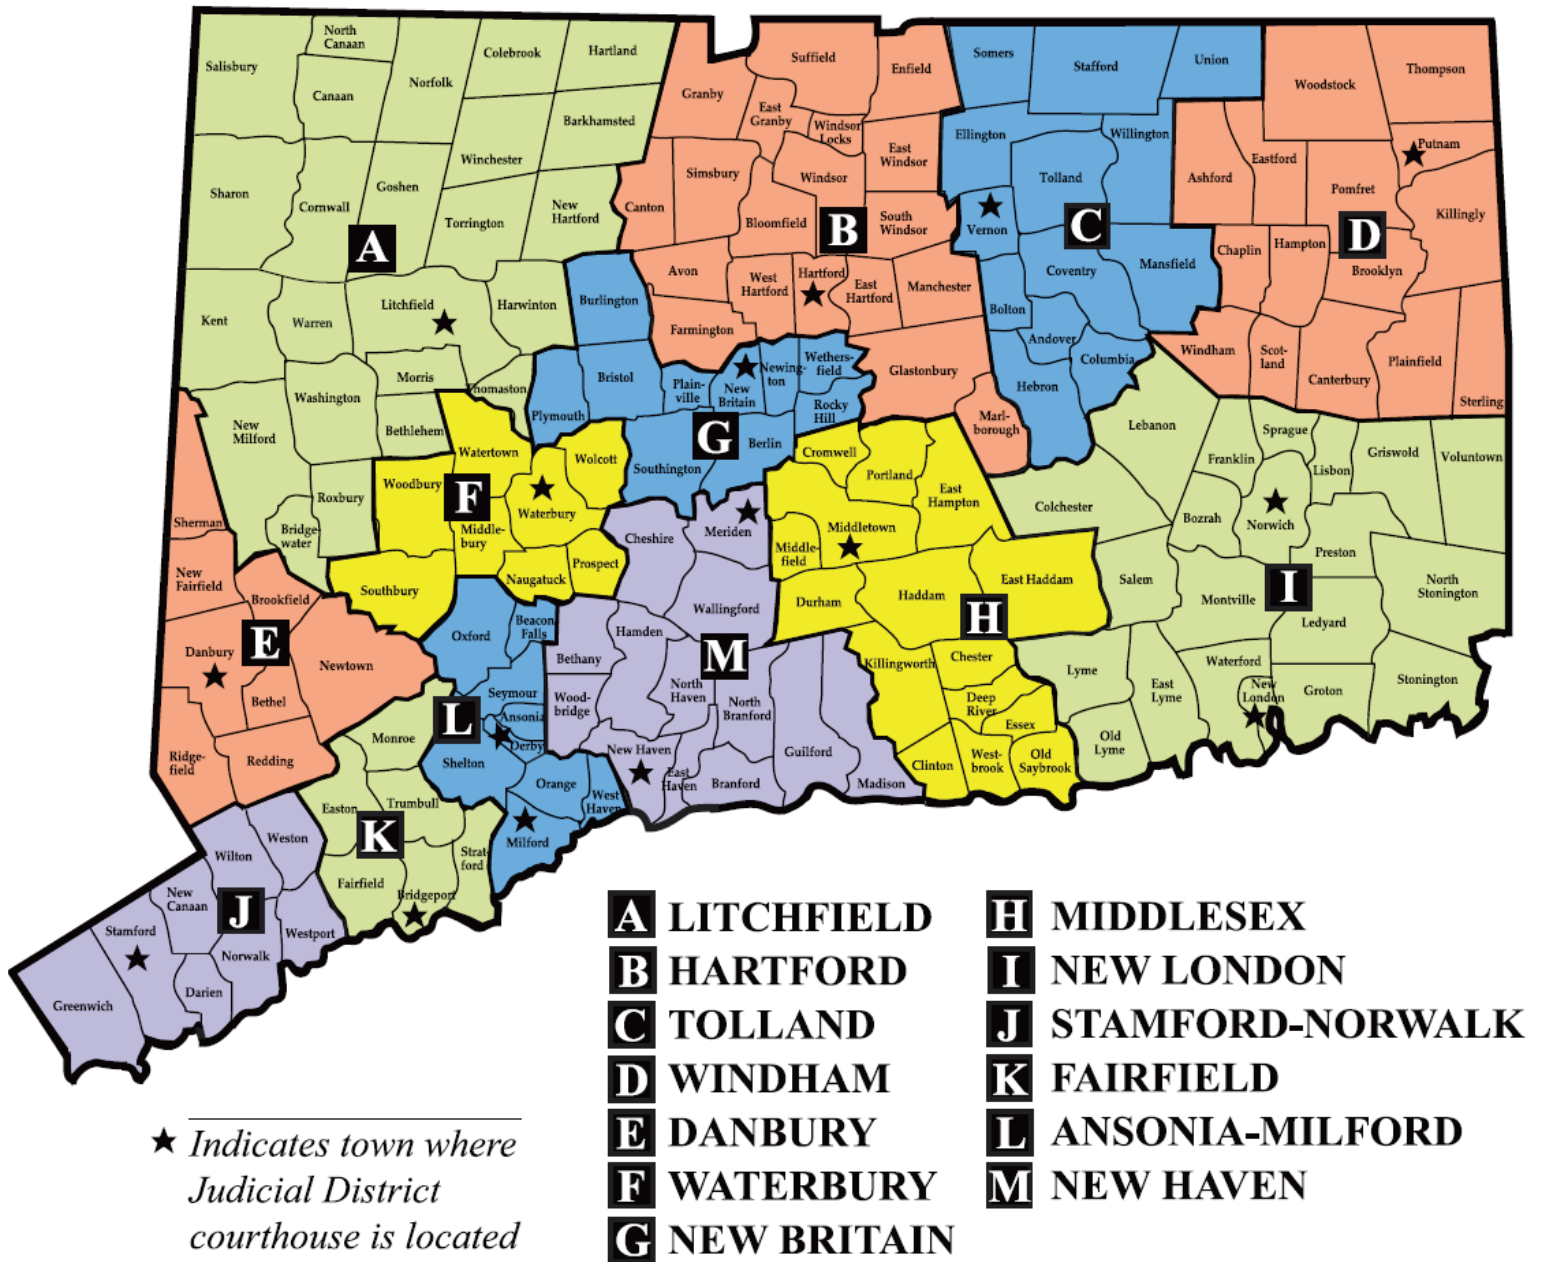 North
Canaan
Colebrook
Hartland
Salisbury
Norfolk
Canaan
Barkhamsted
Winchester
Sharon
Goshen
Cornwall
Torrington
New
Hartford
A
Litchfield
Harwinton
Kent
Warren
Morris
Thomaston
Washington
New
Milford
Bethlehem
Roxbury
Bridge-
water
Suffield
Enfield
Granby
East
Granby
Windsor
Locks
East
Windsor
Simsbury
Windsor
Canton
Bloomfield
B
South
Windsor
Avon
West
Hartford
Hartford
East
Hartford
Manchester
Farmington
Glastonbury
Marl-
borough
Somers
Stafford
Union
Ellington
Willington
Tolland
Vernon
C
Coventry
Mansfield
Bolton
Andover
Columbia
Hebron
Woodstock
Thompson
Putnam
Eastford
Ashford
Pomfret
Killingly
Chaplin
Hampton
D
Brooklyn
Windham
Scot-
land
Canterbury
Plainfield
Sterling
Burlington
Bristol
Plymouth
Plain-
ville
New
Britain
Newing-
ton
Wethers-
field
Rocky
Hill
G
Berlin
Southington
Watertown
Wolcott
Woodbury
F
Waterbury
Middle-
bury
Naugatuck
Prospect
Southbury
Sherman
New
Fairfield
Brookfield
Danbury
E
Newtown
Bethel
Ridge-
field
Redding
Cromwell
Portland
East
Hampton
Middletown
Middle-
field
Durham
Haddam
East Haddam
H
Killingworth
Chester
Deep
River
Essex
Clinton
West-
brook
Old
Saybrook
Lebanon
Sprague
Franklin
Lisbon
Griswold
Voluntown
Colchester
Bozrah
Norwich
Preston
Salem
Montville
I
North
Stonington
Ledyard
Lyme
East
Lyme
Waterford
New
London
Groton
Stonington
Old
Lyme
Cheshire
Meriden
Wallingford
Hamden
Bethany
M
Wood-
bridge
North
Haven
North
Branford
New Haven
East
Haven
Branford
Guilford
Madison
Oxford
Beacon
Falls
Seymour
L
Ansonia
Derby
Shelton
Orange
West
Haven
Milford
Monroe
Easton
Trumbull
K
Strat-
ford
Fairfield
Bridgeport
Weston
Wilton
New
Canaan
J
Stamford
Westport
Norwalk
Darien
Greenwich
A LITCHFIELD
B HARTFORD
C TOLLAND
D WINDHAM
E DANBURY
F WATERBURY
G NEW BRITAIN
H MIDDLESEX
I NEW LONDON
J STAMFORD-NORWALK
K FAIRFIELD
L ANSONIA-MILFORD
M NEW HAVEN
Indicates town where
Judicial District
courthouse is located